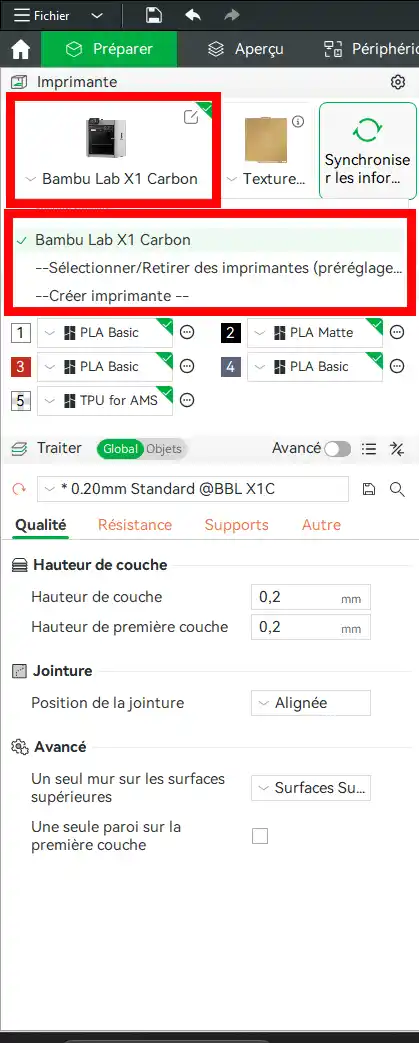 Fichier
Préparer
Aperçu
Périphéri
Imprimante
Bambu Lab X1 Carbon
Texture...
Synchronise
r les infor...
Bambu Lab X1 Carbon
--Sélectionner/Retirer des imprimantes (préréglage...
--Créer imprimante --
1 PLA Basic
2 PLA Matte
3 PLA Basic
4 PLA Basic
5 TPU for AMS
Traiter Global Objets Avancé
* 0.20mm Standard @BBL X1C
Qualité Résistance Supports Autre
Hauteur de couche
Hauteur de couche 0,2 mm
Hauteur de première couche 0,2 mm
Jointure
Position de la jointure Alignée
Avancé
Un seul mur sur les surfaces
supérieures
Surfaces Su...
Une seule paroi sur la
première couche